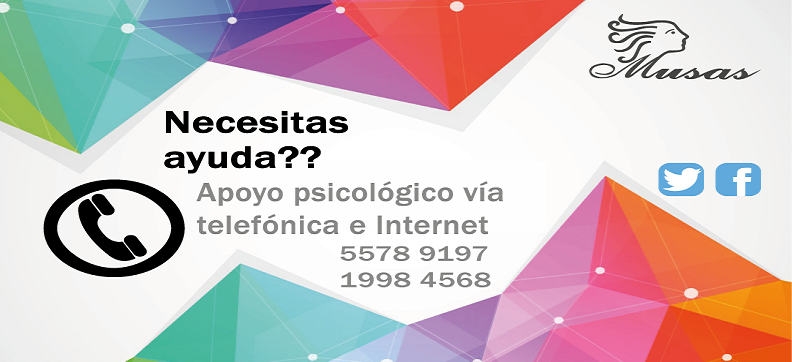 Musas
Necesitas
ayuda??
Apoyo psicológico vía
telefónica e Internet
5578 9197
1998 4568